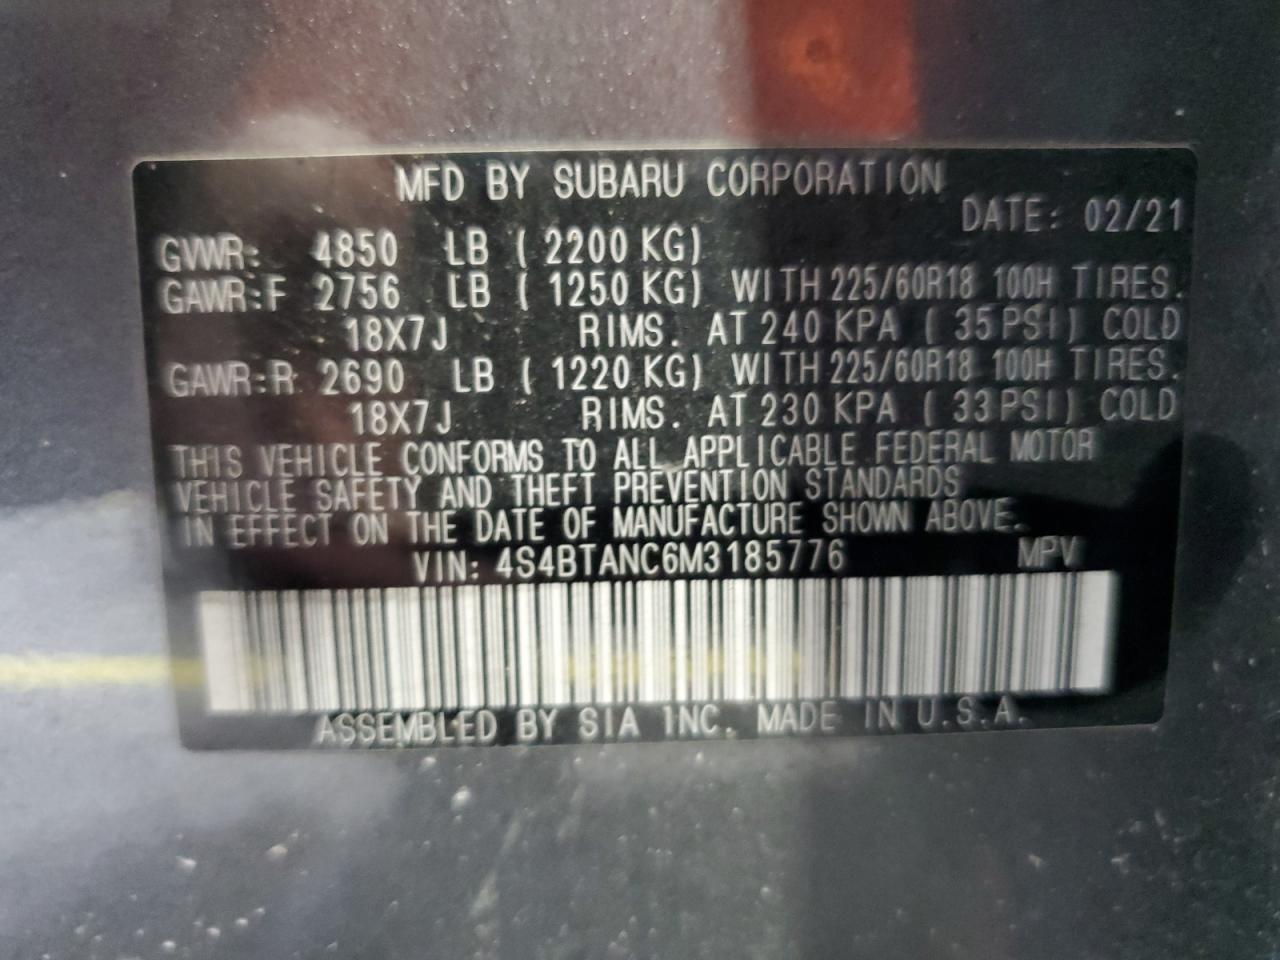 MFD BY SUBARU CORPORATION
DATE: 02/21
GVWR: 4850 LB ( 2200 KG)
GAWR:F 2756 LB ( 1250 KG) WITH 225/60R18 100H TIRES.
18X7J RIMS. AT 240 KPA ( 35 PSI) COLD
GAWR:R 2690 LB ( 1220 KG) WITH 225/60R18 100H TIRES.
18X7J RIMS. AT 230 KPA ( 33 PSI) COLD
THIS VEHICLE CONFORMS TO ALL APPLICABLE FEDERAL MOTOR
VEHICLE SAFETY AND THEFT PREVENTION STANDARDS
IN EFFECT ON THE DATE OF MANUFACTURE SHOWN ABOVE.
VIN: 4S4BTANC6M3185776 MPV
ASSEMBLED BY SIA INC. MADE IN U.S.A.